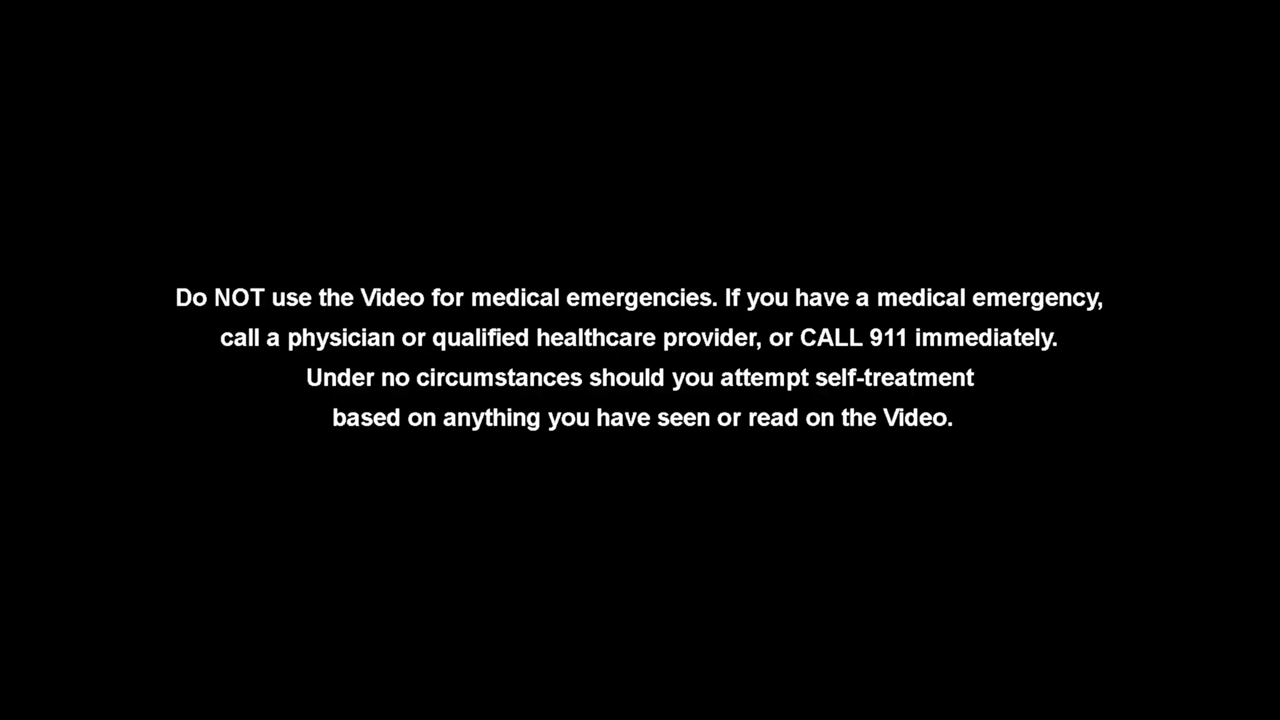 Do NOT use the Video for medical emergencies. If you have a medical emergency,
call a physician or qualified healthcare provider, or CALL 911 immediately.
Under no circumstances should you attempt self-treatment
based on anything you have seen or read on the Video.